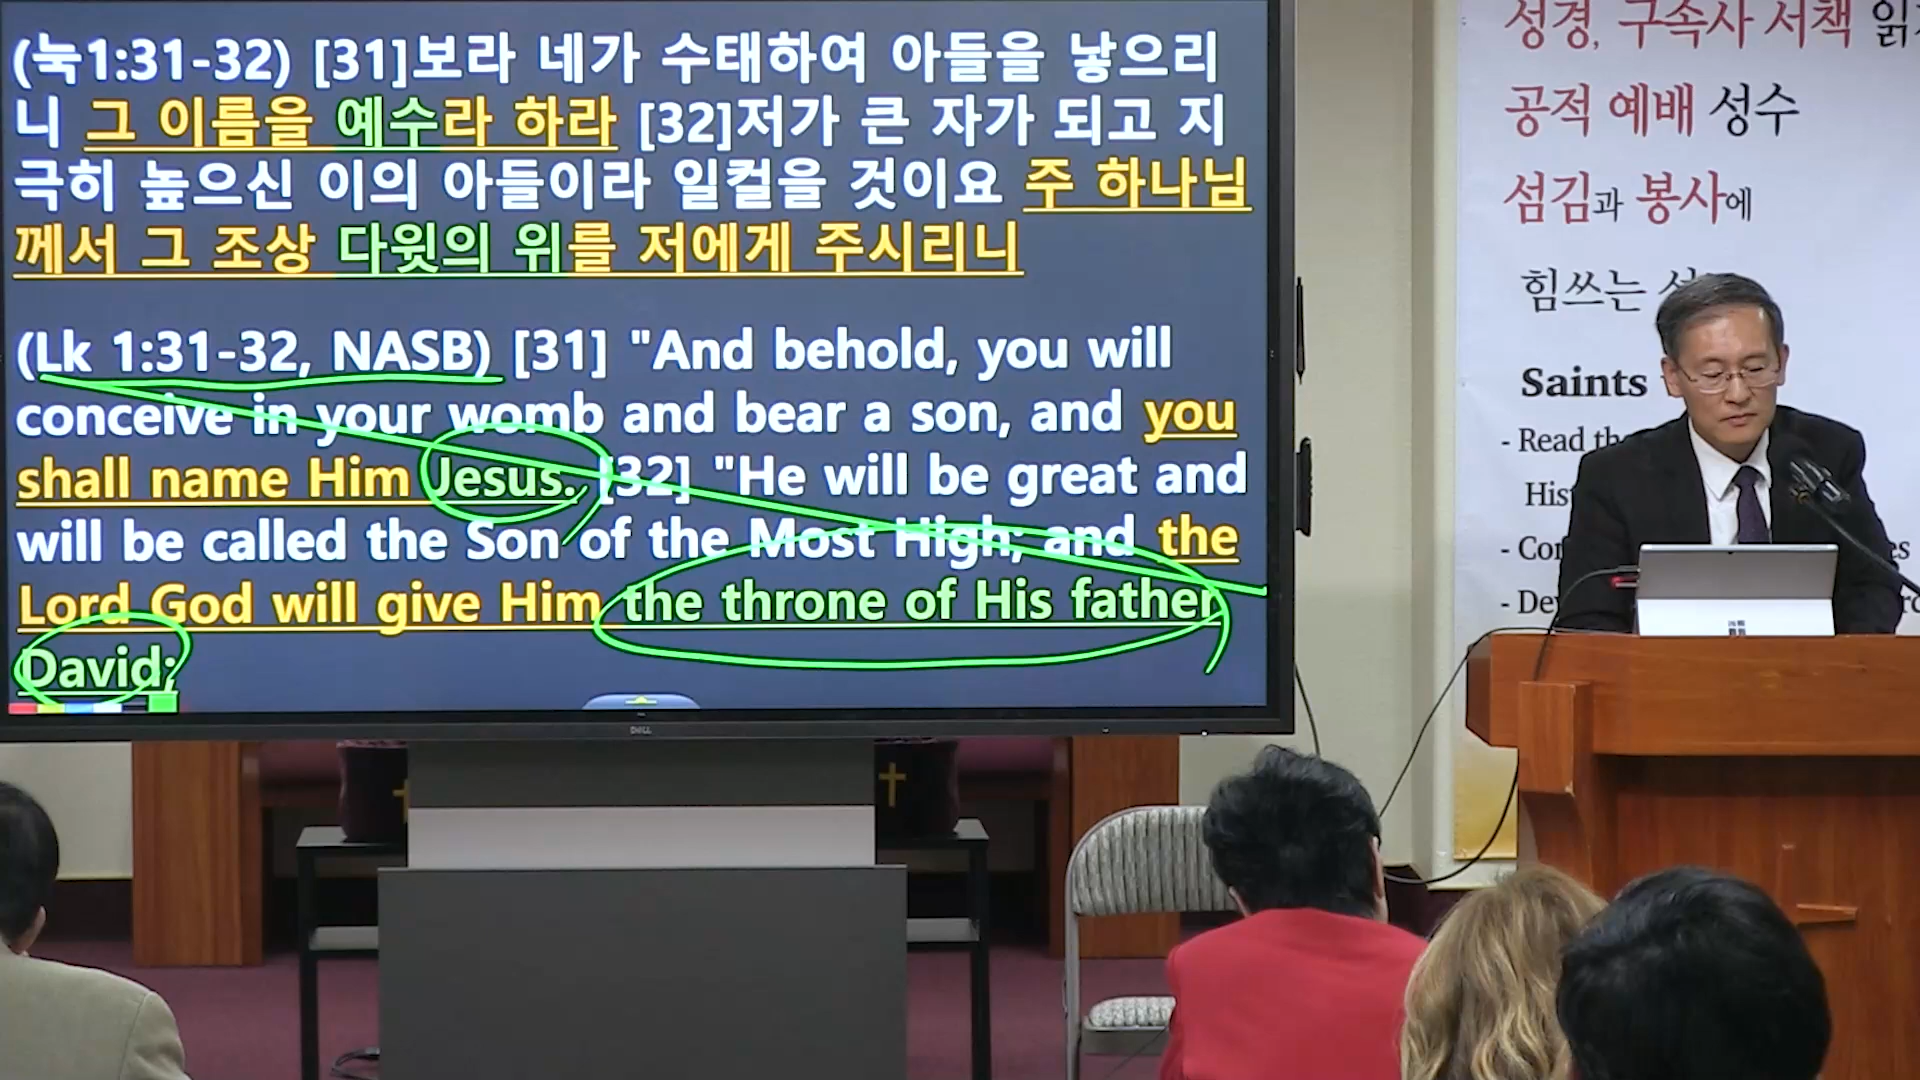 (눅1:31-32) [31]보라 네가 수태하여 아들을 낳으리
니 그 이름을 예수라 하라 [32]저가 큰 자가 되고 지
극히 높으신 이의 아들이라 일컬을 것이요 주 하나님
께서 그 조상 다윗의 위를 저에게 주시리니
(Lk 1:31-32, NASB) [31] "And behold, you will
conceive in your womb and bear a son, and you
shall name Him Jesus. [32] "He will be great and
will be called the Son of the Most High; and the
Lord God will give Him the throne of His father
David;
DELL
성경, 구속사 서책
공적 예배 성수
섬김과 봉사에
힘쓰는
Saints
- Read